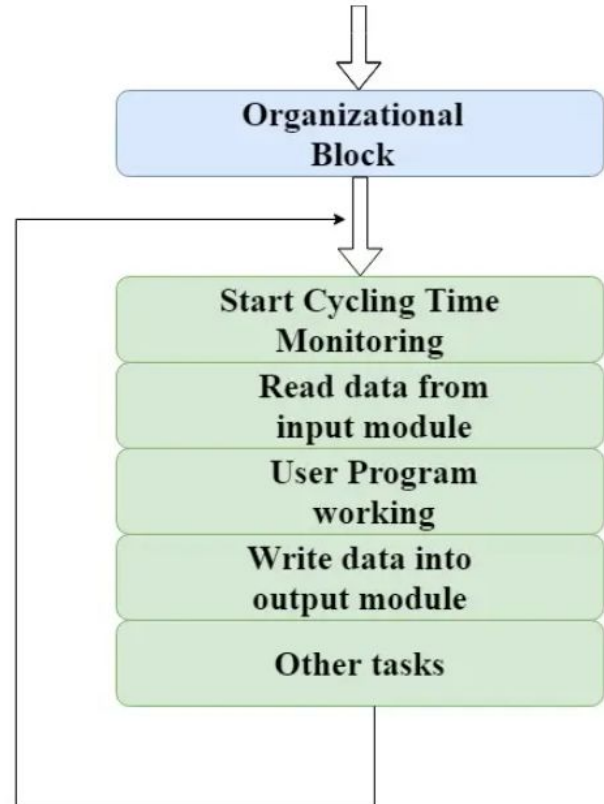 Organizational
Block
Start Cycling Time
Monitoring
Read data from
input module
User Program
working
Write data into
output module
Other tasks